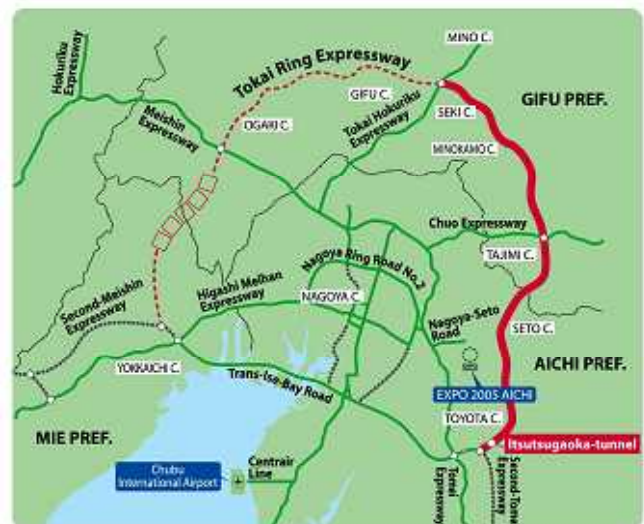 MINO C.
Tokai Ring Expressway
Hokuriku
Expressway
GIFU C.
GIFU PREF.
SEKI C.
Meishin
Expressway
OGAKI C.
Tokai Hokuriku
Expressway
MINOKAMO C.
Chuo Expressway
TAJIMI C.
Nagoya Ring Road No.2
Second-Meishin
Expressway
Higashi Meihan
Expressway
NAGOYA C.
Nagoya-Seto
Road
SETO C.
AICHI PREF.
YOKKAICHI C.
Trans-Ise-Bay Road
EXPO 2005 AICHI
TOYOTA C.
MIE PREF.
Itsutsugaoka-tunnel
Chubu
International Airport
Centrair
Line
Tomei
Expressway
Second-Tom
Expressway